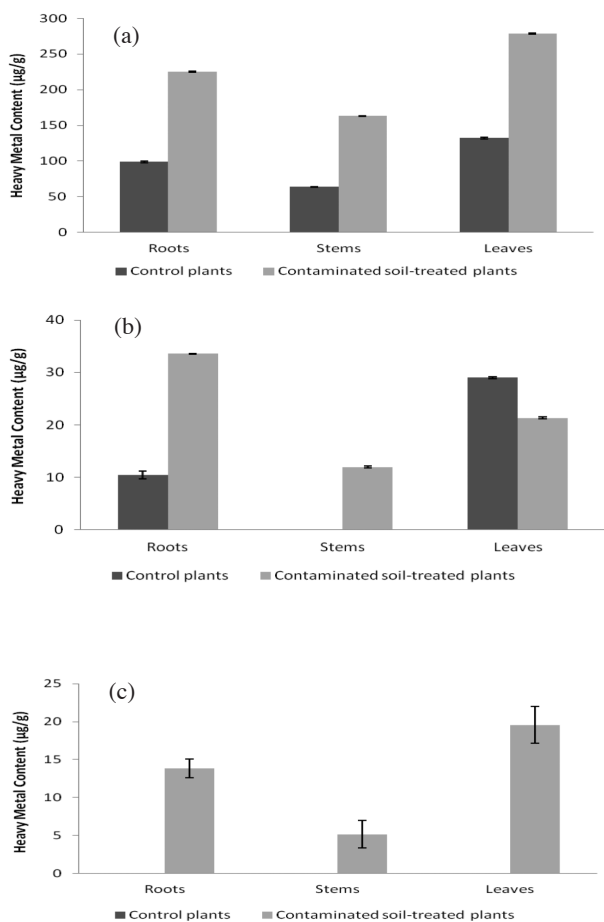 (a)
Heavy Metal Content (µg/g)
300
250
200
150
100
50
0
Roots Stems Leaves
Control plants Contaminated soil-treated plants
(b)
Heavy Metal Content (µg/g)
40
30
20
10
0
Roots Stems Leaves
Control plants Contaminated soil-treated plants
(c)
Heavy Metal Content (µg/g)
25
20
15
10
5
0
Roots Stems Leaves
Control plants Contaminated soil-treated plants